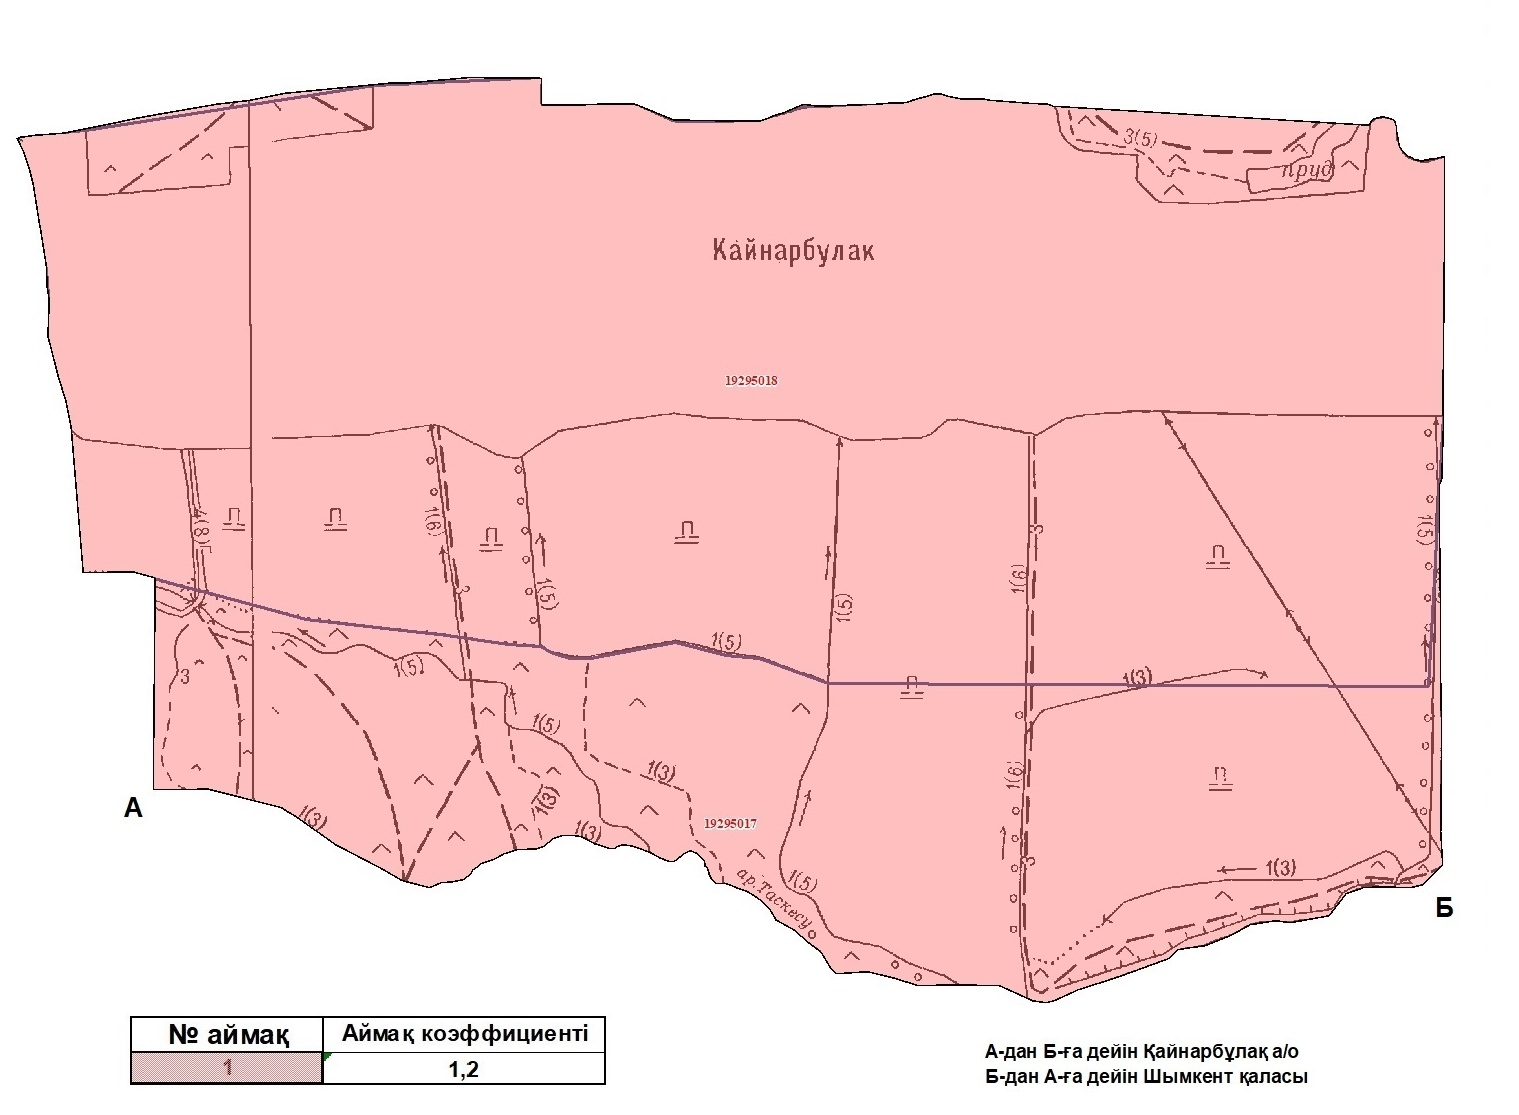 3(5)
пруд
Кайнарбулак
19295018
4(8)
1(6)
1(5)
1(5)
1(6)
3
1(5)
1(5)
1(3)
3
1(5)
1(5)
1(3)
1(3)
1(6)
А
1(3)
1(3)
19295017
3
1(5)
1(3)
ар.Таскесу
Б
№ аймақ
Аймақ коэффициенті
1
1,2
А-дан Б-ға дейін Қайнарбұлақ а/о
Б-дан А-ға дейін Шымкент қаласы